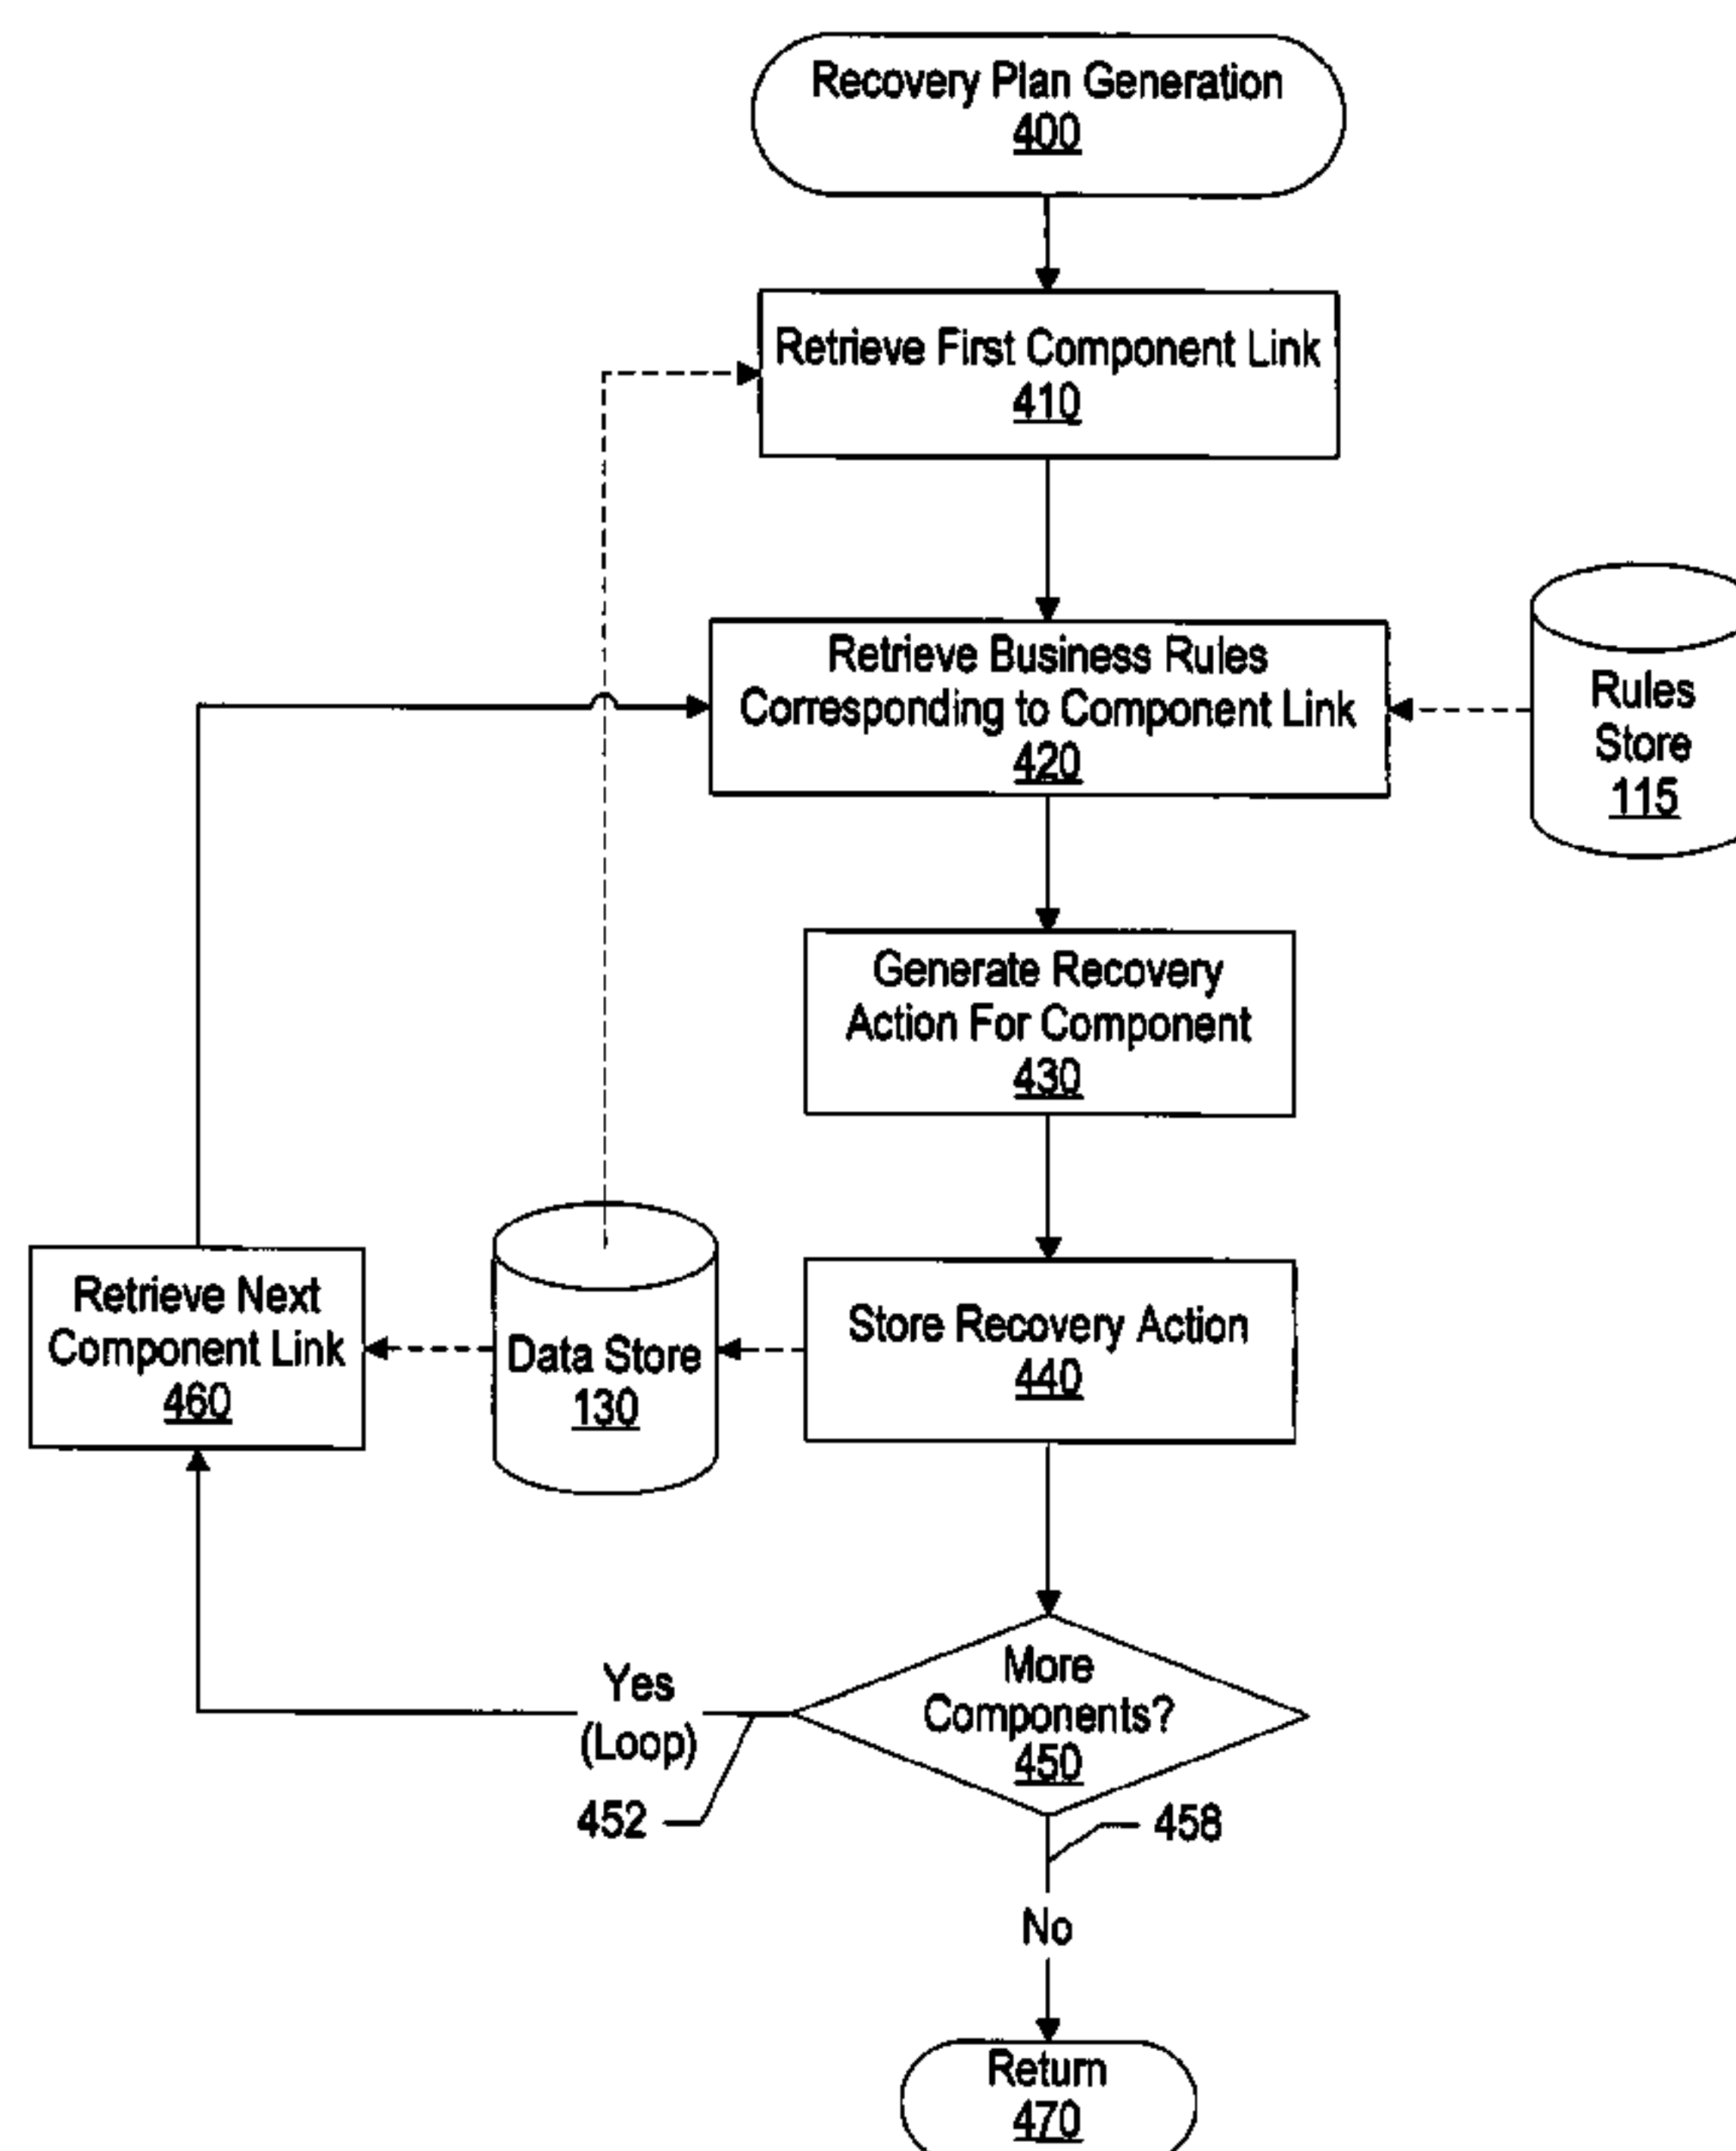 Recovery Plan Generation
400
Retrieve First Component Link
410
Retrieve Business Rules
Corresponding to Component Link
420
Rules
Store
115
Generate Recovery
Action For Component
430
Retrieve Next
Component Link
460
Data Store
130
Store Recovery Action
440
More
Components?
450
Yes
(Loop)
452
458
No
Return
470